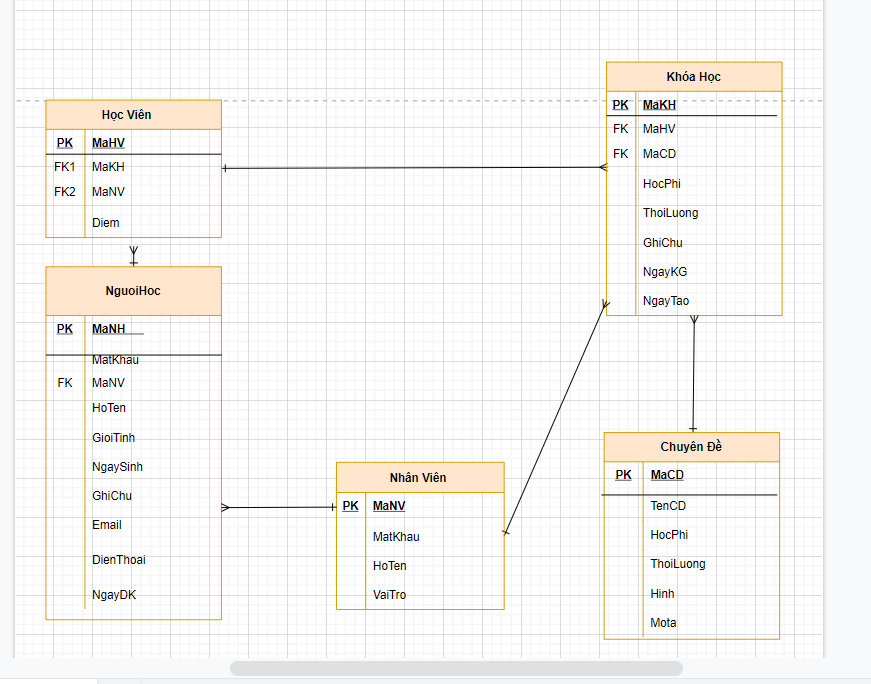 Học Viên
PK MaHV
FK1 MaKH
FK2 MaNV
Diem
Khóa Học
PK MaKH
FK MaHV
FK MaCD
HocPhi
ThoiLuong
GhiChu
NgayKG
NgayTao
NguoiHoc
PK MaNH
MatKhau
FK MaNV
HoTen
GioiTinh
NgaySinh
GhiChu
Email
DienThoai
NgayDK
Nhân Viên
PK MaNV
MatKhau
HoTen
VaiTro
Chuyên Đề
PK MaCD
TenCD
HocPhi
ThoiLuong
Hinh
Mota